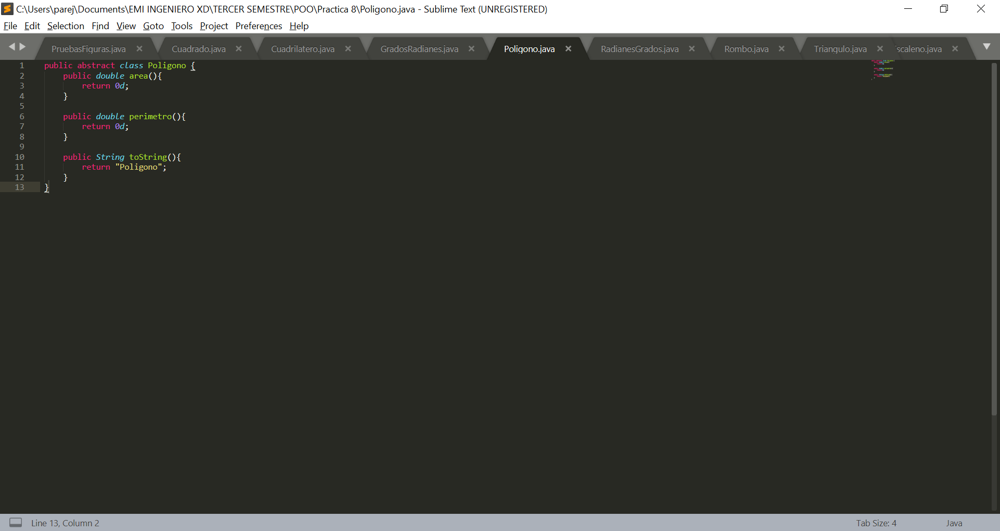 C:\Users\parej\Documents\EMI INGENIERO XD\TERCER SEMESTRE\POO\Practica 8\Poligono.java - Sublime Text (UNREGISTERED)
File Edit Selection Find View Goto Tools Project Preferences Help
PruebasFiguras.java Cuadrado.java Cuadrilatero.java GradosRadianes.java Poligono.java RadianesGrados.java Rombo.java Triangulo.java scaleno.java
1 public abstract class Poligono {
2     public double area(){
3         return 0d;
4     }
5
6     public double perimetro(){
7         return 0d;
8     }
9
10     public String toString(){
11         return "Poligono";
12     }
13 }
Line 13, Column 2 Tab Size: 4 Java